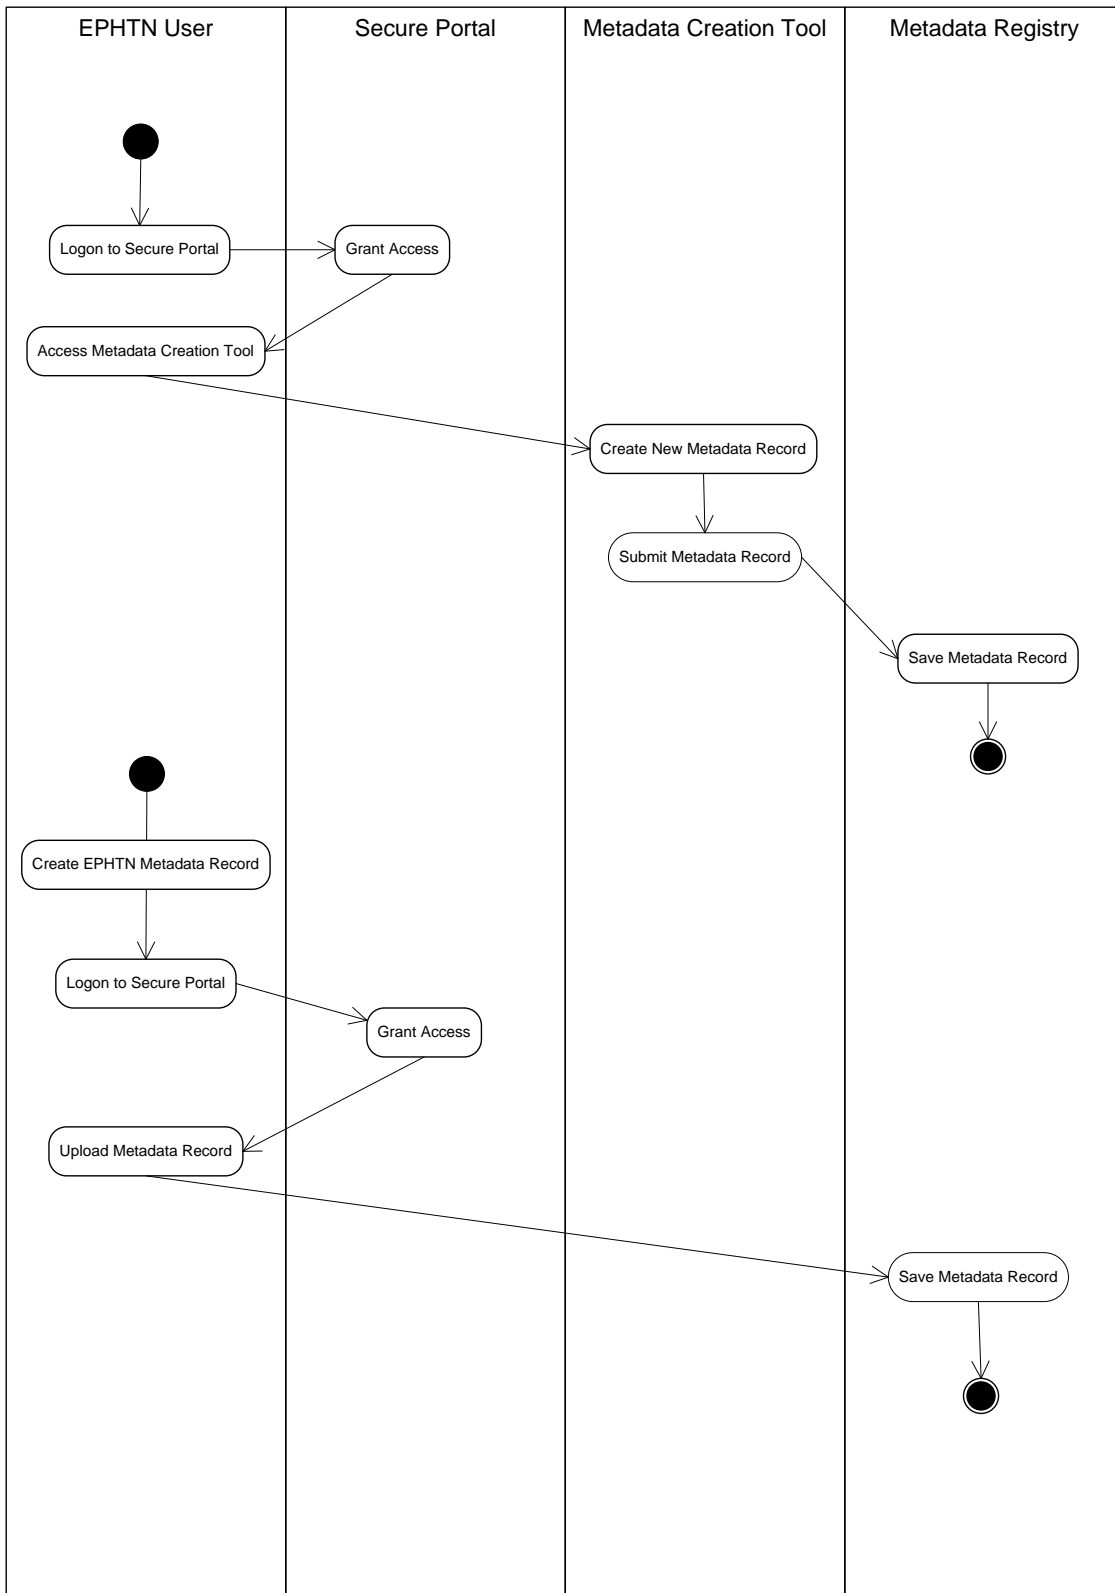 EPHTN User
Secure Portal
Metadata Creation Tool
Metadata Registry
Logon to Secure Portal
Grant Access
Access Metadata Creation Tool
Create New Metadata Record
Submit Metadata Record
Save Metadata Record
Create EPHTN Metadata Record
Logon to Secure Portal
Grant Access
Upload Metadata Record
Save Metadata Record